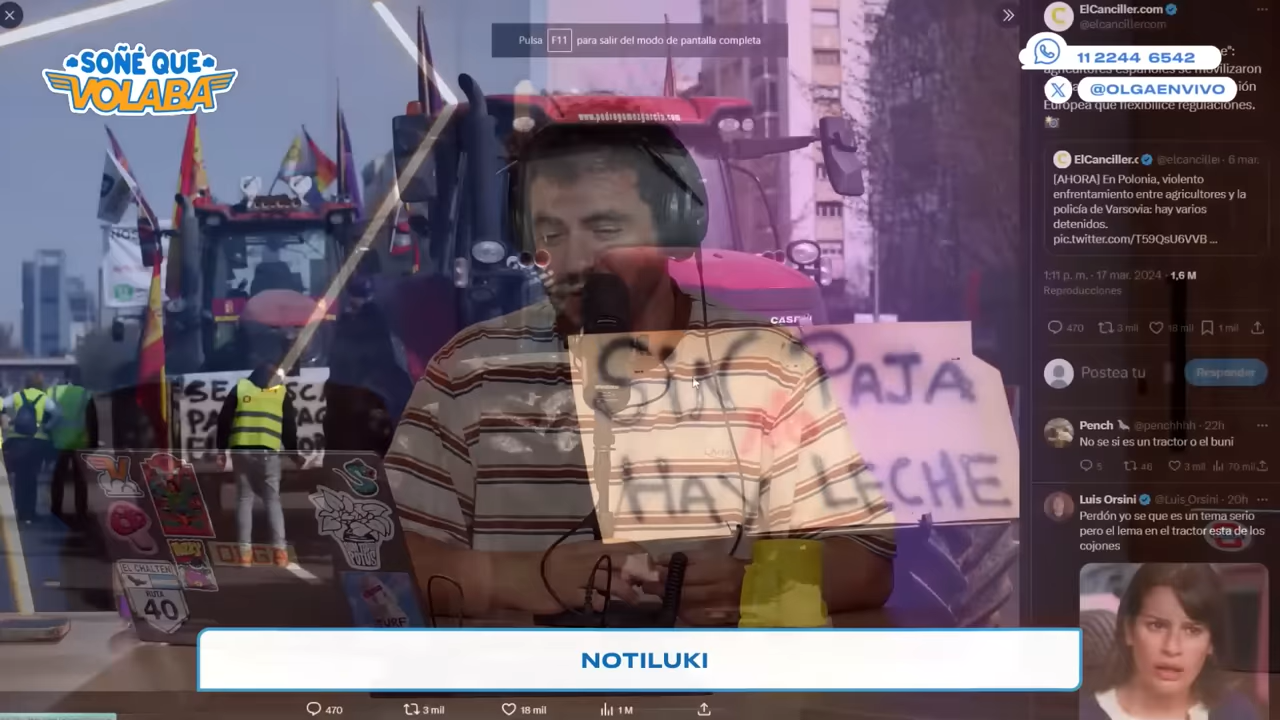 Pulsa F11 para salir del modo de pantalla completa
SOÑÉ QUE
VOLABA
ElCanciller.com
@elcancillercom
11 2244 6542
agricultores españoles se movilizaron
@OLGAENVIVO
Europea que flexibilice regulaciones.
ElCanciller.c @elcanciller · 6 mar.
[AHORA] En Polonia, violento
enfrentamiento entre agricultores y la
policía de Varsovia: hay varios
detenidos.
pic.twitter.com/T59QsU6VVB ...
1:11 p. m. · 17 mar. 2024 · 1,6 M
Reproducciones
470 3 mil 18 mil 1 mil
Postea tu
Responder
Pench @penchhhh · 22h
No se si es un tractor o el buni
5 46 3 mil 70 mil
Luis Orsini @Luis_Orsini · 20h
Perdón yo se que es un tema serio
pero el lema en el tractor esta de los
cojones
www.pedrogomezgarcia.com
CASE
SIN PAJA
HAY LECHE
EL CHALTEN
RUTA
40
NOTILUKI
470 3 mil 18 mil 1 M